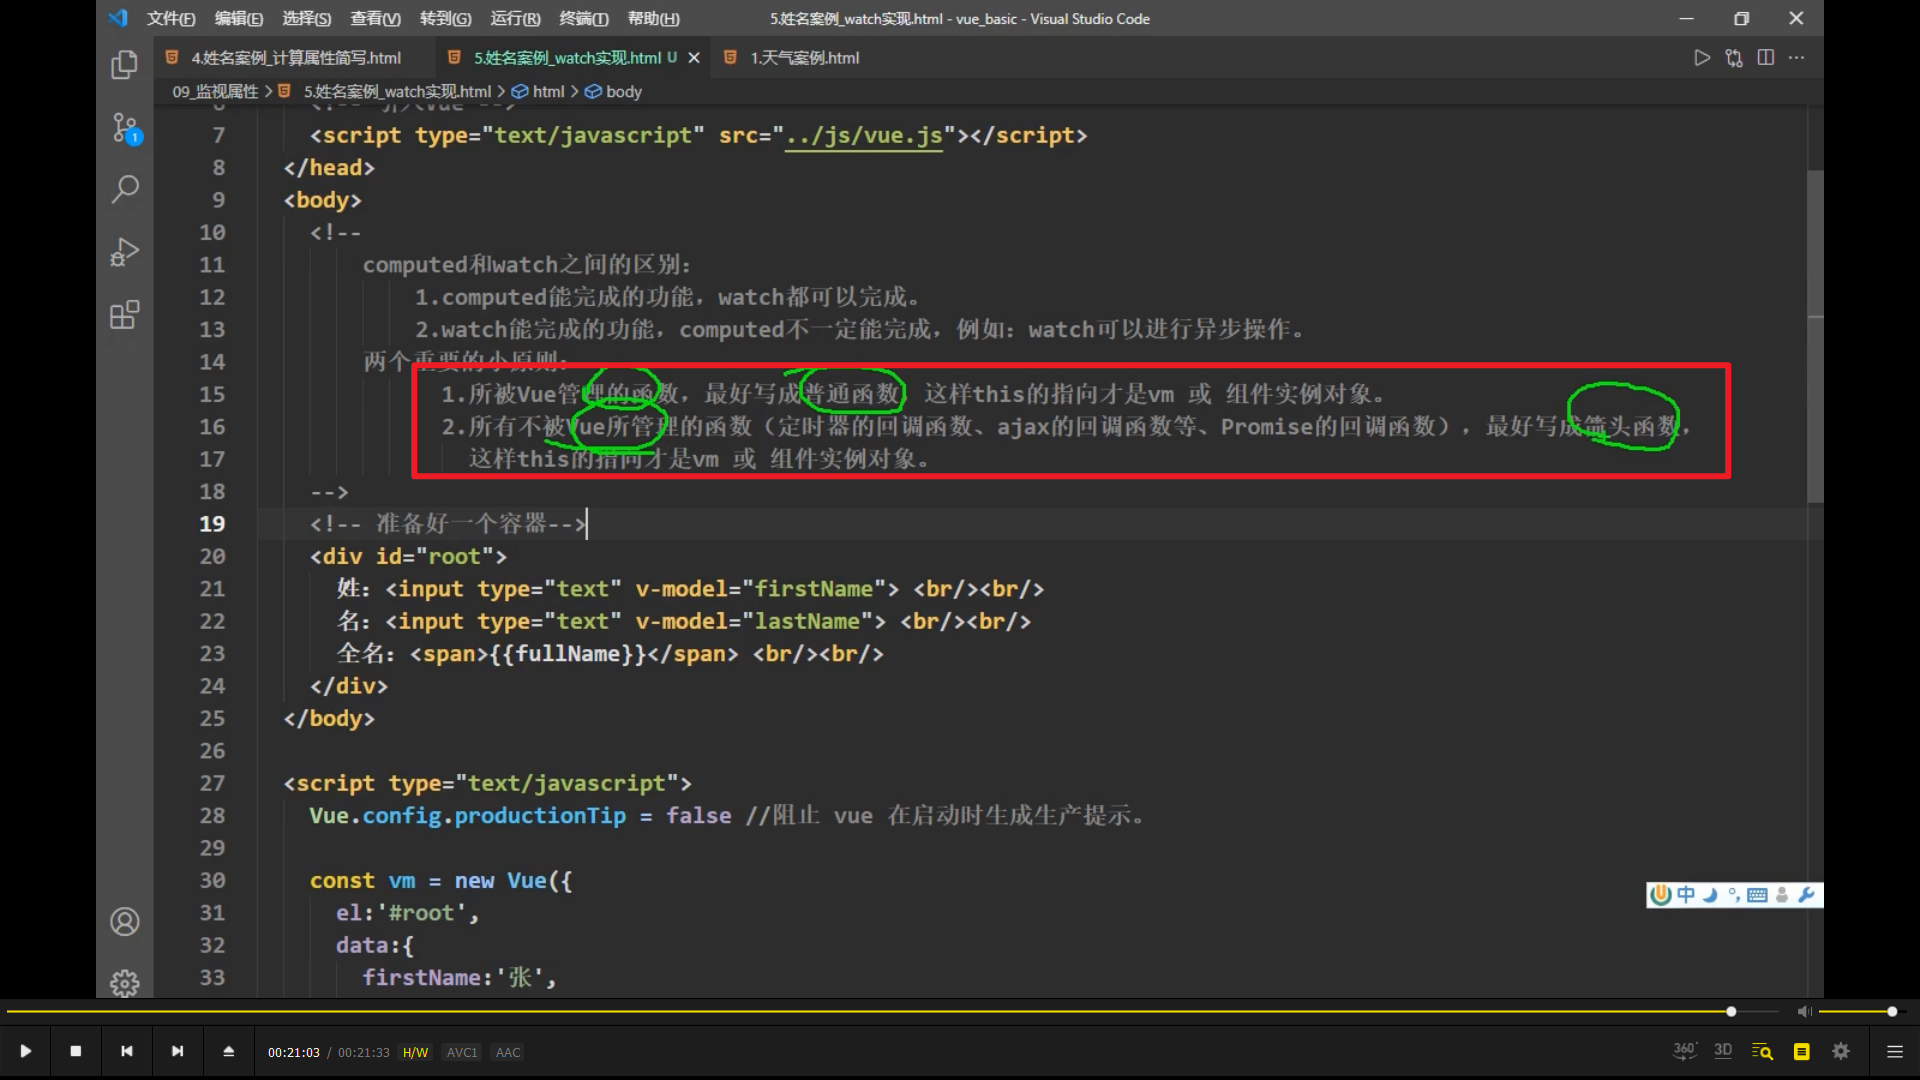 文件(F) 编辑(E) 选择(S) 查看(V) 转到(G) 运行(R) 终端(T) 帮助(H) 5.姓名案例_watch实现.html - vue_basic - Visual Studio Code
4.姓名案例_计算属性简写.html 5.姓名案例_watch实现.html U 1.天气案例.html
09_监视属性 > 5.姓名案例_watch实现.html > html > body
7 <script type="text/javascript" src="../js/vue.js"></script>
8 </head>
9 <body>
10 <!--
11 computed和watch之间的区别：
12 1.computed能完成的功能，watch都可以完成。
13 2.watch能完成的功能，computed不一定能完成，例如：watch可以进行异步操作。
14 两个重要的小原则：
15 1.所被Vue管理的函数，最好写成普通函数，这样this的指向才是vm 或 组件实例对象。
16 2.所有不被Vue所管理的函数（定时器的回调函数、ajax的回调函数等、Promise的回调函数），最好写成箭头函数，
17 这样this的指向才是vm 或 组件实例对象。
18 -->
19 <!-- 准备好一个容器-->
20 <div id="root">
21 姓：<input type="text" v-model="firstName"> <br/><br/>
22 名：<input type="text" v-model="lastName"> <br/><br/>
23 全名：<span>{{fullName}}</span> <br/><br/>
24 </div>
25 </body>
26
27 <script type="text/javascript">
28 Vue.config.productionTip = false //阻止 vue 在启动时生成生产提示。
29
30 const vm = new Vue({
31 el:'#root',
32 data:{
33 firstName:'张',
1
中
00:21:03 / 00:21:33 H/W AVC1 AAC
360° 3D